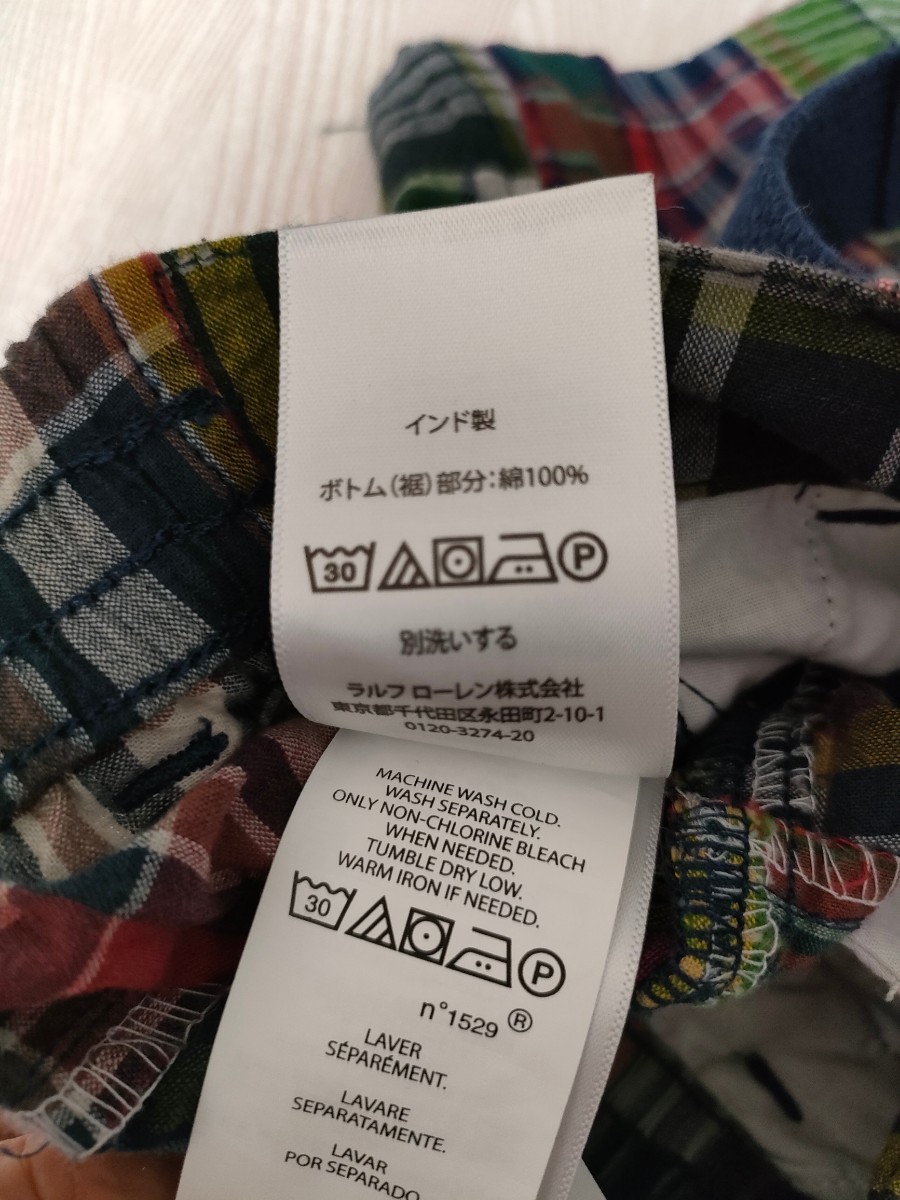 インド製
ボトム（裾）部分：綿100%
30 P
別洗いする
ラルフ ローレン株式会社
東京都千代田区永田町2-10-1
0120-3274-20
MACHINE WASH COLD.
WASH SEPARATELY.
ONLY NON-CHLORINE BLEACH
WHEN NEEDED.
TUMBLE DRY LOW.
WARM IRON IF NEEDED.
30 P
n°1529 ®
LAVER
SÉPARÉMENT.
LAVARE
SEPARATAMENTE.
LAVAR
POR SEPARADO